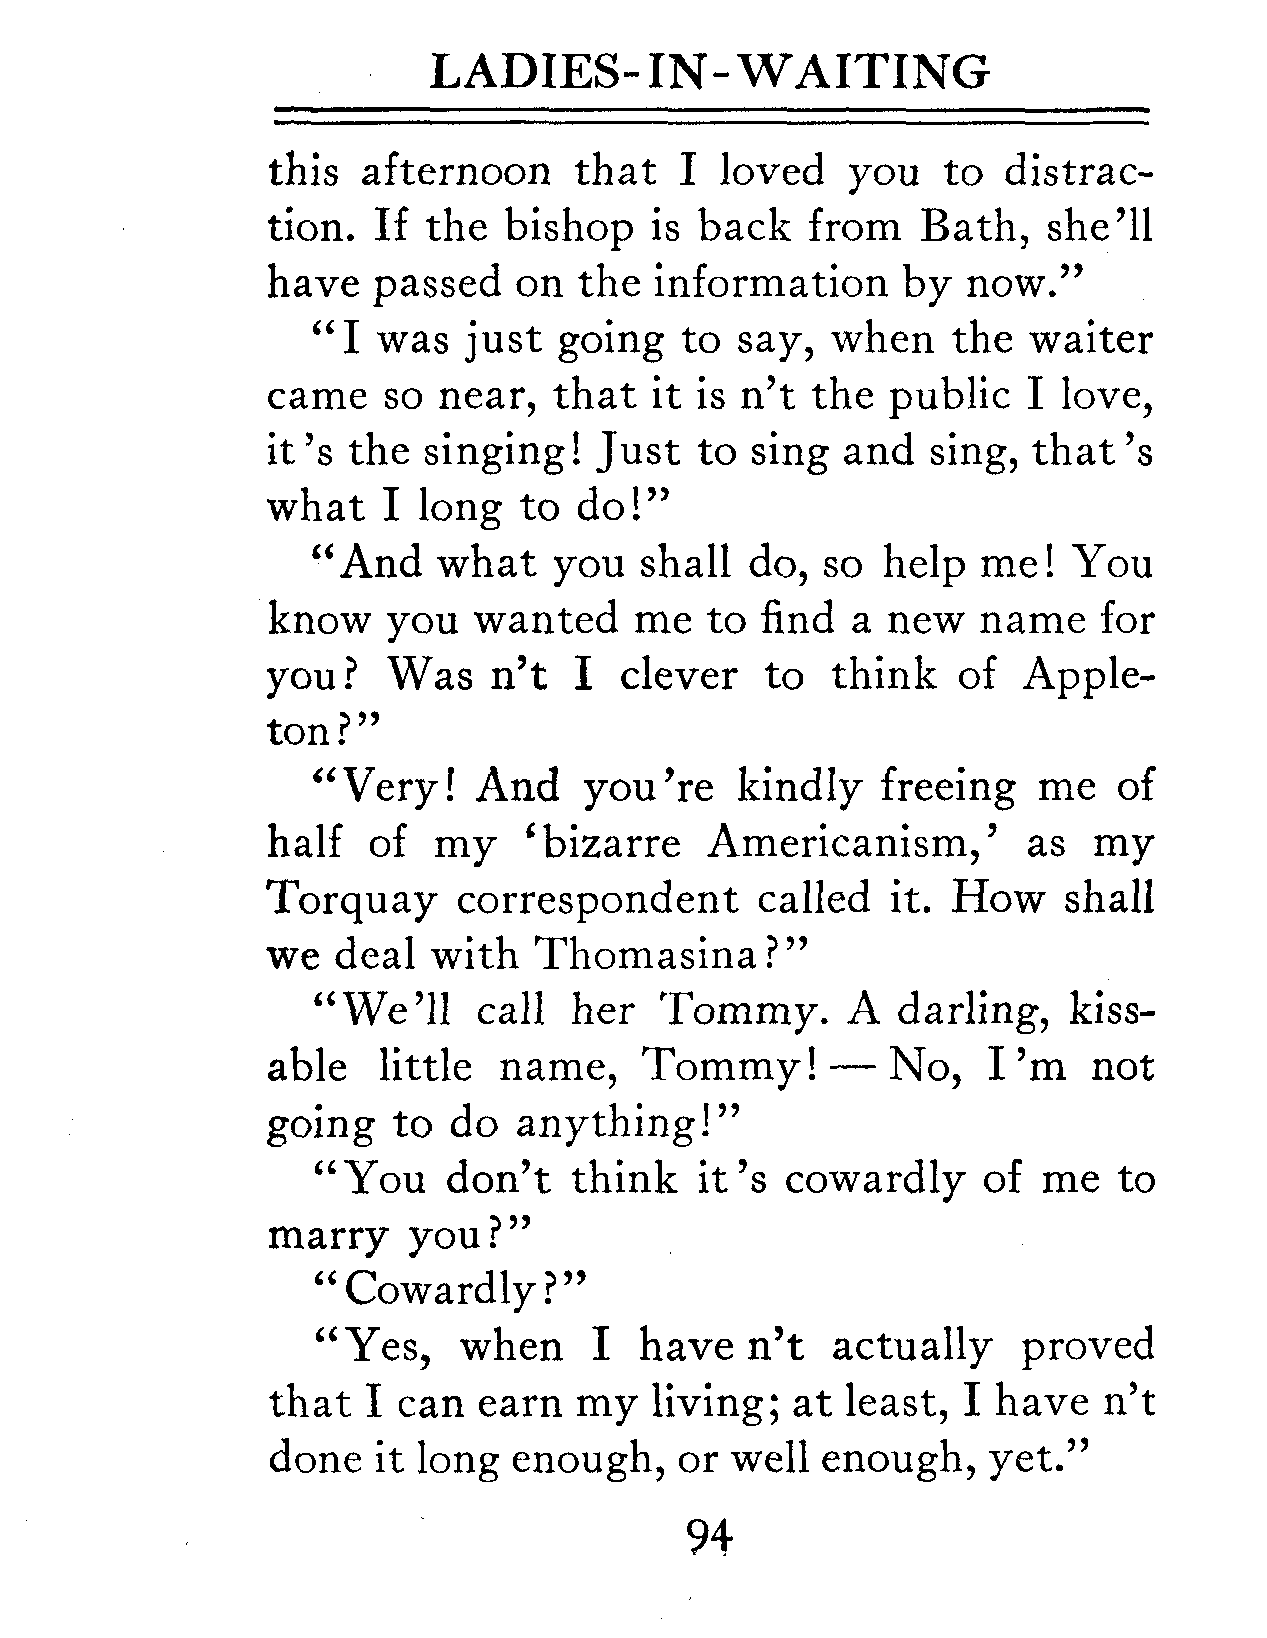 LADIES-IN-WAITING
this afternoon that I loved you to distrac-
tion. If the bishop is back from Bath, she'll
have passed on the information by now."
"I was just going to say, when the waiter
came so near, that it is n't the public I love,
it 's the singing! Just to sing and sing, that 's
what I long to do!"
"And what you shall do, so help me! You
know you wanted me to find a new name for
you? Was n't I clever to think of Apple-
ton?"
"Very! And you 're kindly freeing me of
half of my 'bizarre Americanism,' as my
Torquay correspondent called it. How shall
we deal with Thomasina?"
"We 'll call her Tommy. A darling, kiss-
able little name, Tommy! — No, I 'm not
going to do anything!"
"You don't think it 's cowardly of me to
marry you?"
"Cowardly?"
"Yes, when I have n't actually proved
that I can earn my living; at least, I have n't
done it long enough, or well enough, yet."
94